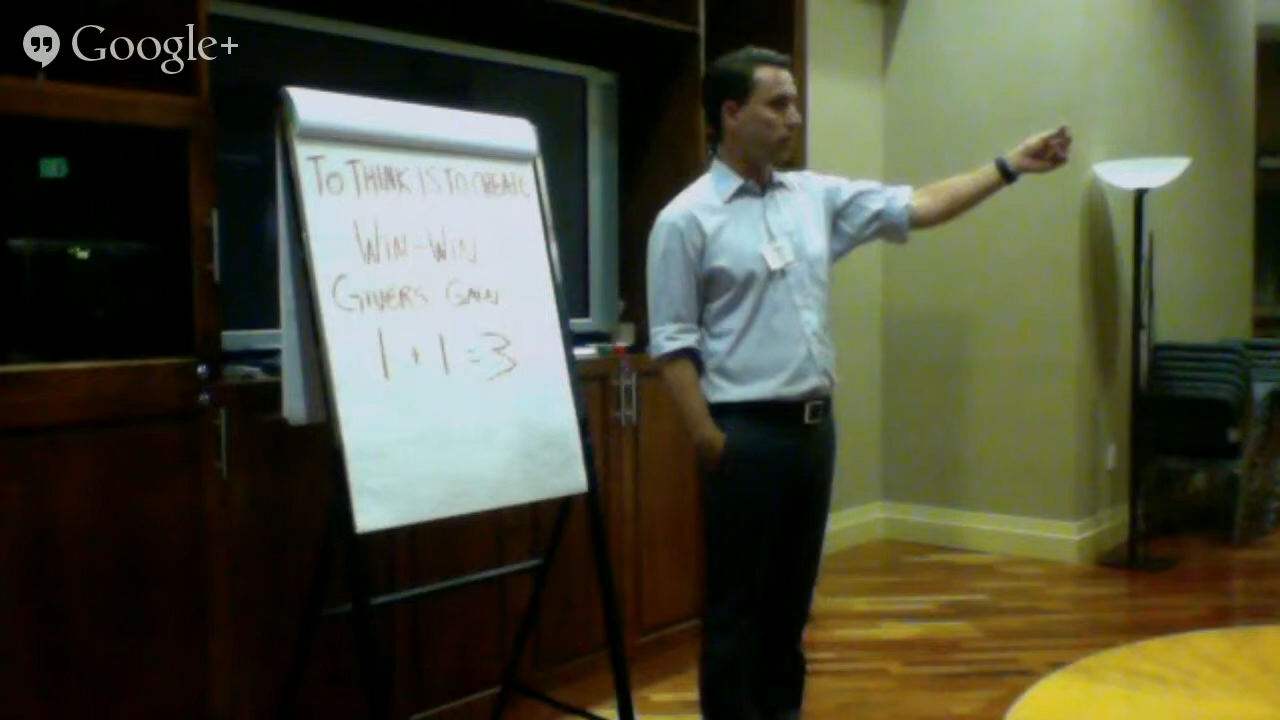 Google+
TO THINK IS TO CREATE
WIN-WIN
GIVERS GAIN
1+1=3